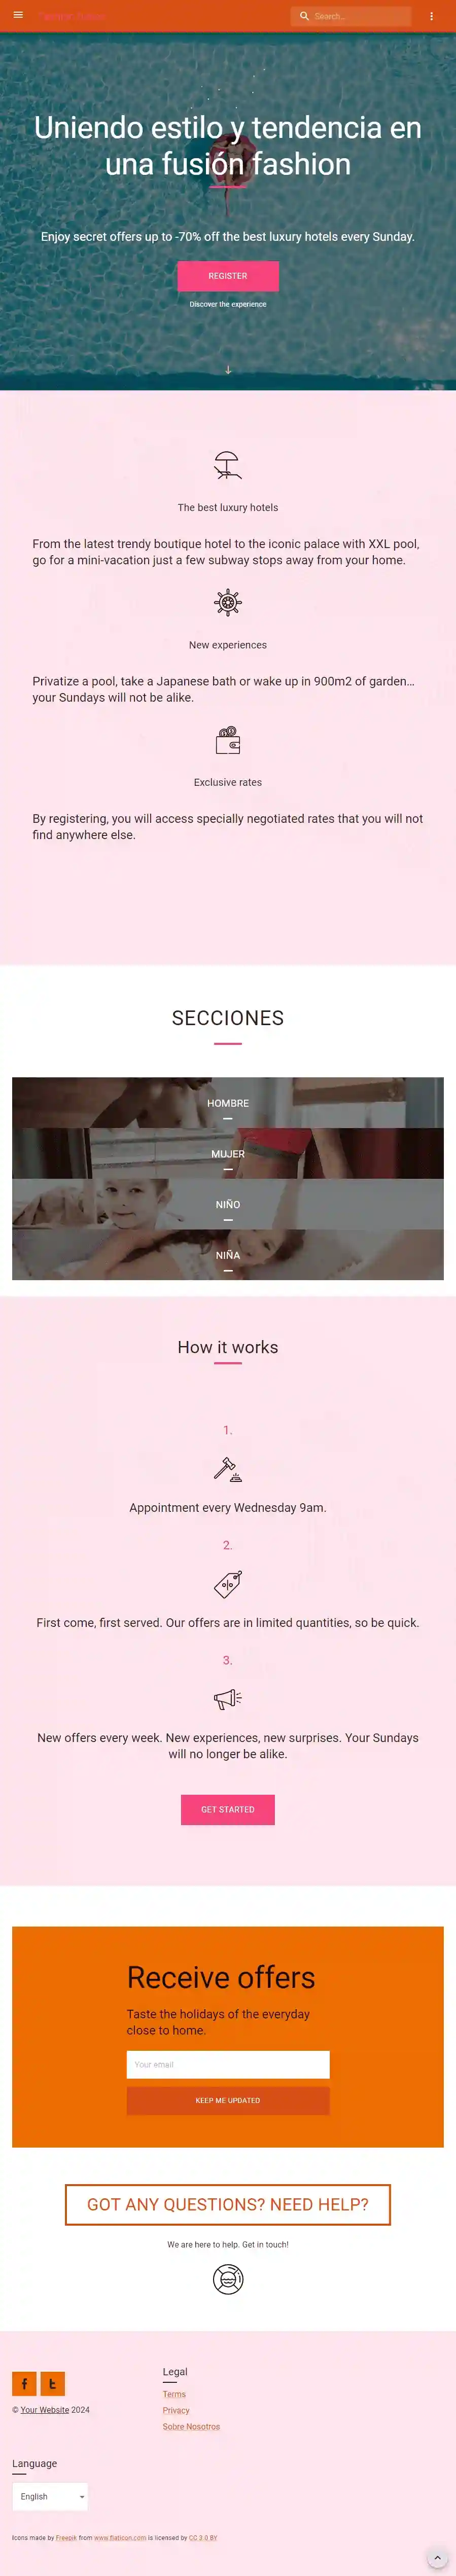 Search…
Uniendo estilo y tendencia en
una fusión fashion
Enjoy secret offers up to -70% off the best luxury hotels every Sunday.
REGISTER
Discover the experience
The best luxury hotels
From the latest trendy boutique hotel to the iconic palace with XXL pool,
go for a mini-vacation just a few subway stops away from your home.
New experiences
Privatize a pool, take a Japanese bath or wake up in 900m2 of garden…
your Sundays will not be alike.
Exclusive rates
By registering, you will access specially negotiated rates that you will not
find anywhere else.
SECCIONES
HOMBRE
MUJER
NIÑO
NIÑA
How it works
1.
Appointment every Wednesday 9am.
2.
First come, first served. Our offers are in limited quantities, so be quick.
3.
New offers every week. New experiences, new surprises. Your Sundays
will no longer be alike.
GET STARTED
Receive offers
Taste the holidays of the everyday
close to home.
Your email
KEEP ME UPDATED
GOT ANY QUESTIONS? NEED HELP?
We are here to help. Get in touch!
© Your Website 2024
Legal
Terms
Privacy
Sobre Nosotros
Language
English
Icons made by Freepik from www.flaticon.com is licensed by CC 3.0 BY